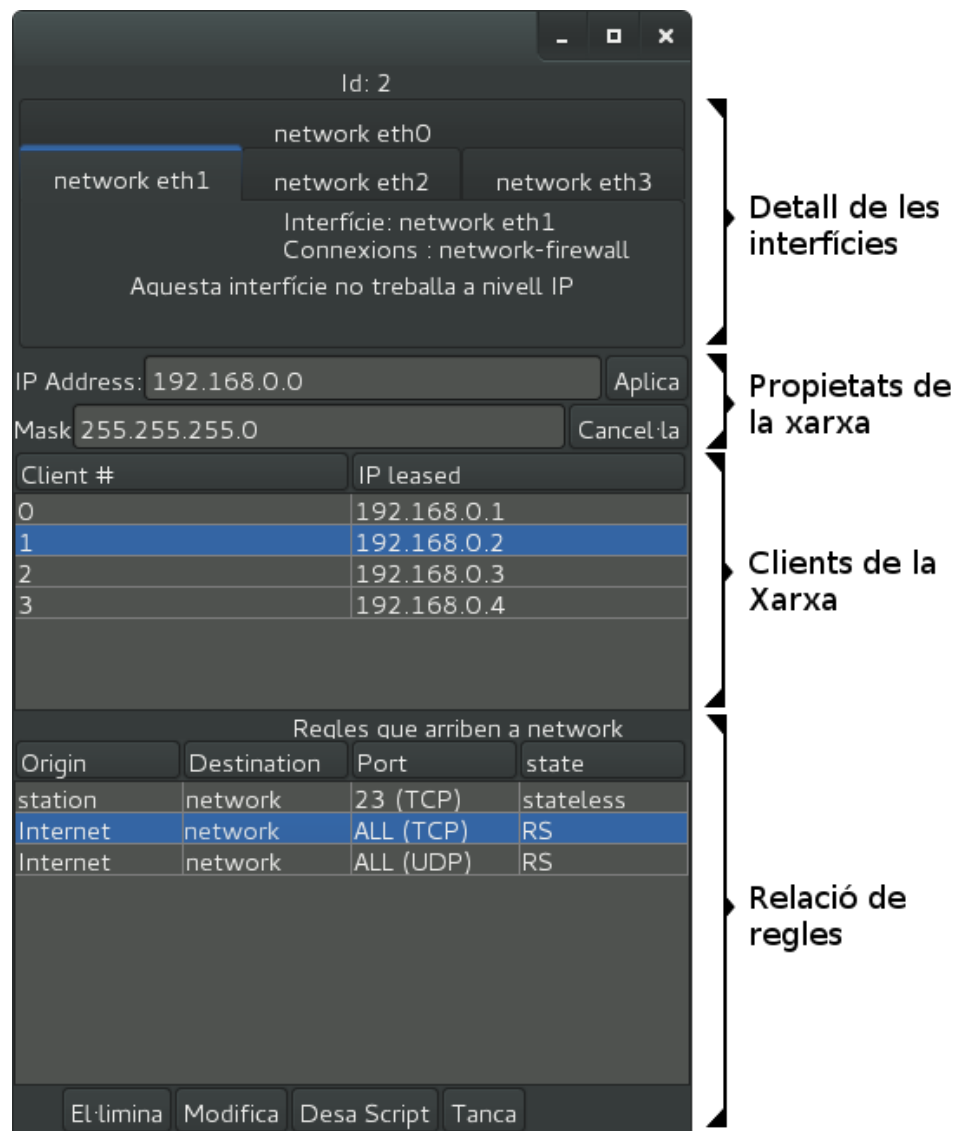 Id: 2
network eth0
network eth1
network eth2
network eth3
Interfície: network eth1
Connexions : network-firewall
Aquesta interfície no treballa a nivell IP
Detall de les
interfícies
IP Address: 192.168.0.0
Aplica
Mask 255.255.255.0
Cancel·la
Propietats de
la xarxa
Client #
IP leased
0 192.168.0.1
1 192.168.0.2
2 192.168.0.3
3 192.168.0.4
Clients de la
Xarxa
Regles que arriben a network
Origin Destination Port state
station network 23 (TCP) stateless
Internet network ALL (TCP) RS
Internet network ALL (UDP) RS
Relació de
regles
El·limina Modifica Desa Script Tanca